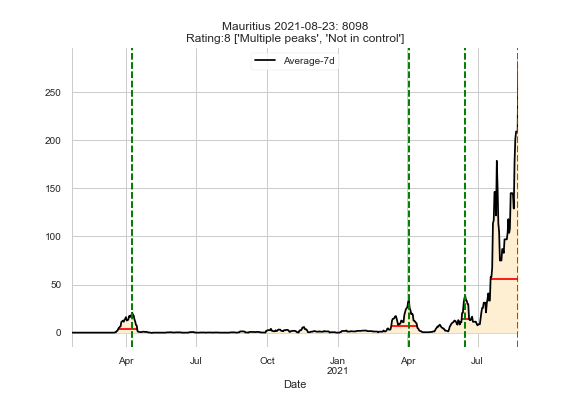 Mauritius 2021-08-23: 8098
Rating:8 ['Multiple peaks', 'Not in control']
Average-7d
250
200
150
100
50
0
Apr
Jul
Oct
Jan
2021
Apr
Jul
Date